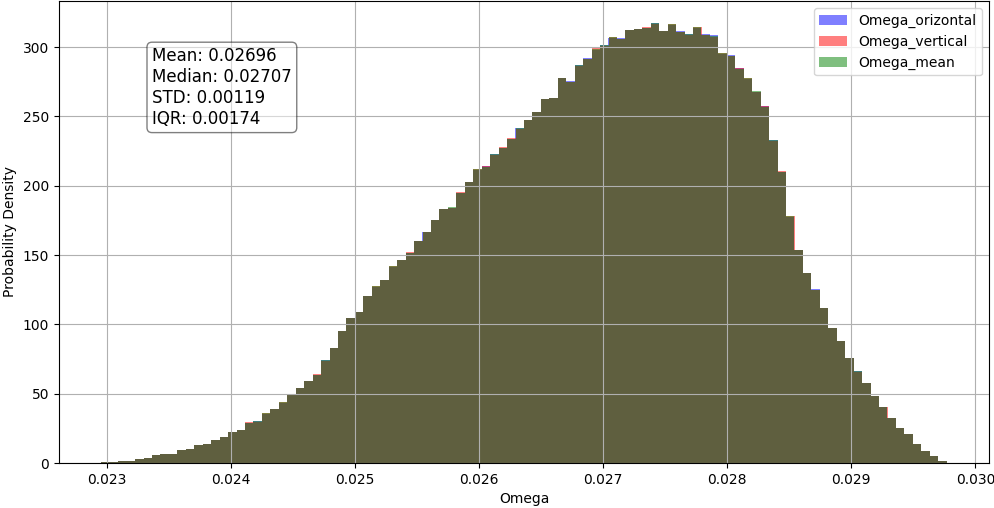 Omega_orizontal
Omega_vertical
Omega_mean
Mean: 0.02696
Median: 0.02707
STD: 0.00119
IQR: 0.00174
Probability Density
300
250
200
150
100
50
0
0.023 0.024 0.025 0.026 0.027 0.028 0.029 0.030
Omega